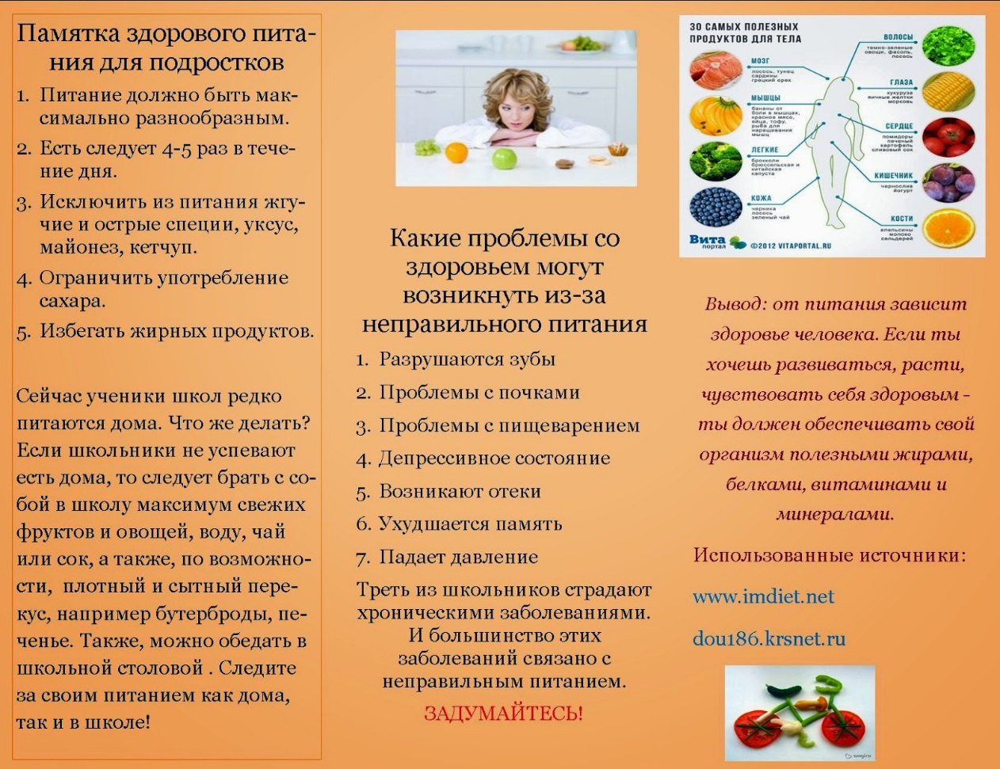 Памятка здорового пита-
ния для подростков
1. Питание должно быть мак-
симально разнообразным.
2. Есть следует 4-5 раз в тече-
ние дня.
3. Исключить из питания жгу-
чие и острые специи, уксус,
майонез, кетчуп.
4. Ограничить употребление
сахара.
5. Избегать жирных продуктов.
Сейчас ученики школ редко
питаются дома. Что же делать?
Если школьники не успевают
есть дома, то следует брать с со-
бой в школу максимум свежих
фруктов и овощей, воду, чай
или сок, а также, по возможно-
сти, плотный и сытный пере-
кус, например бутерброды, пе-
ченье. Также, можно обедать в
школьной столовой . Следите
за своим питанием как дома,
так и в школе!
Какие проблемы со
здоровьем могут
возникнуть из-за
неправильного питания
1. Разрушаются зубы
2. Проблемы с почками
3. Проблемы с пищеварением
4. Депрессивное состояние
5. Возникают отеки
6. Ухудшается память
7. Падает давление
Треть из школьников страдают
хроническими заболеваниями.
И большинство этих
заболеваний связано с
неправильным питанием.
ЗАДУМАЙТЕСЬ!
30 САМЫХ ПОЛЕЗНЫХ
ПРОДУКТОВ ДЛЯ ТЕЛА
МОЗГ
лосось, тунец
сардины
грецкий орех
МЫШЦЫ
бананы от
боли в мышцах,
красное мясо,
яйца, тофу,
рыба для
наращивания
мышц
ЛЕГКИЕ
брокколи
брюссельская и
китайская
капуста
КОЖА
черника
лосось
зеленый чай
ВОЛОСЫ
темно-зеленые
овощи, фасоль,
лосось
ГЛАЗА
кукуруза
яичные желтки
морковь
СЕРДЦЕ
помидоры
печеный
картофель
сливовый сок
КИШЕЧНИК
чернослив
йогурт
КОСТИ
апельсины
молоко
сельдерей
Вита
портал
©2012 VITAPORTAL.RU
Вывод: от питания зависит
здоровье человека. Если ты
хочешь развиваться, расти,
чувствовать себя здоровым -
ты должен обеспечивать свой
организм полезными жирами,
белками, витаминами и
минералами.
Использованные источники:
www.imdiet.net
dou186.krsnet.ru